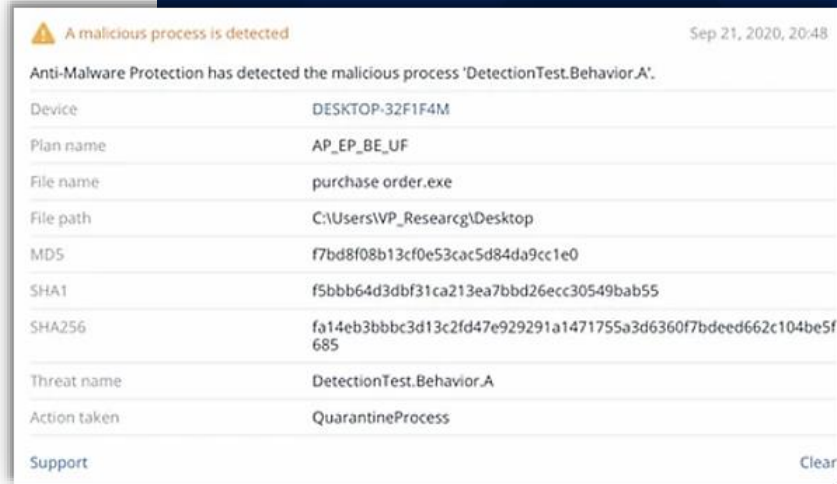 A malicious process is detected Sep 21, 2020, 20:48
Anti-Malware Protection has detected the malicious process 'DetectionTest.Behavior.A'.
Device DESKTOP-32F1F4M
Plan name AP_EP_BE_UF
File name purchase order.exe
File path C:\Users\VP_Researcg\Desktop
MD5 f7bd8f08b13cf0e53cac5d84da9cc1e0
SHA1 f5bbb64d3dbf31ca213ea7bbd26ecc30549bab55
SHA256 fa14eb3bbbc3d13c2fd47e929291a1471755a3d6360f7bdeed662c104be5f
685
Threat name DetectionTest.Behavior.A
Action taken QuarantineProcess
Support Clear